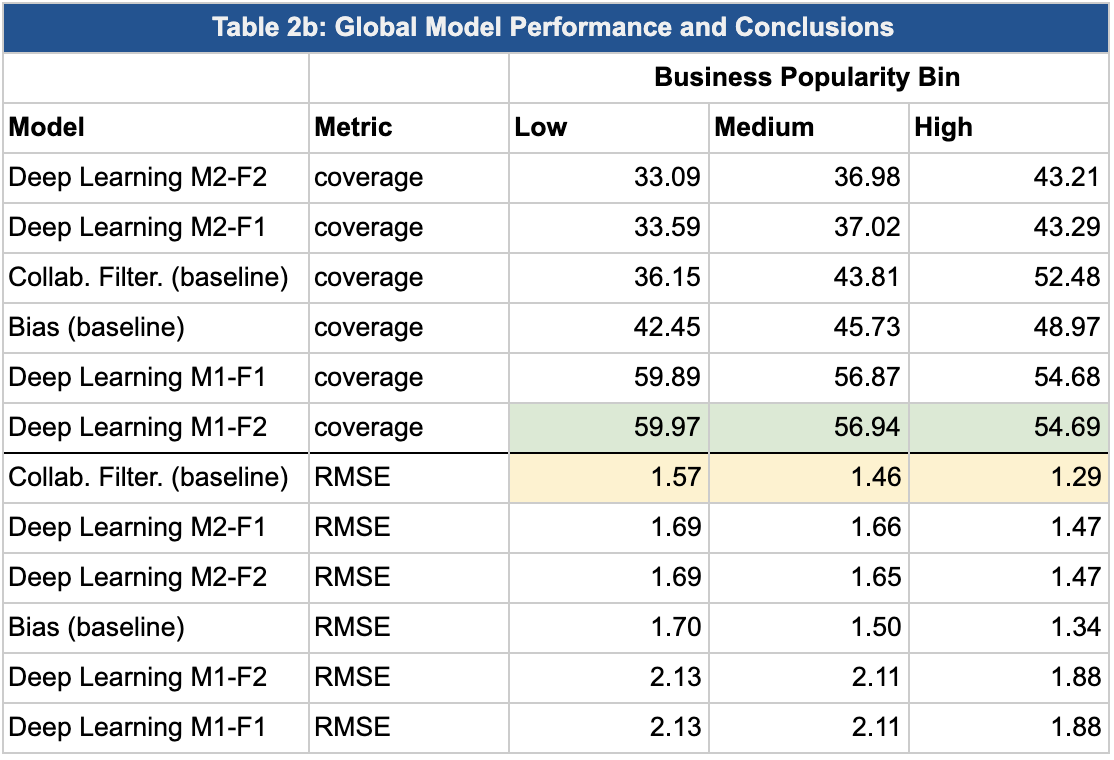 Table 2b: Global Model Performance and Conclusions
Business Popularity Bin
Model Metric Low Medium High
Deep Learning M2-F2 coverage 33.09 36.98 43.21
Deep Learning M2-F1 coverage 33.59 37.02 43.29
Collab. Filter. (baseline) coverage 36.15 43.81 52.48
Bias (baseline) coverage 42.45 45.73 48.97
Deep Learning M1-F1 coverage 59.89 56.87 54.68
Deep Learning M1-F2 coverage 59.97 56.94 54.69
Collab. Filter. (baseline) RMSE 1.57 1.46 1.29
Deep Learning M2-F1 RMSE 1.69 1.66 1.47
Deep Learning M2-F2 RMSE 1.69 1.65 1.47
Bias (baseline) RMSE 1.70 1.50 1.34
Deep Learning M1-F2 RMSE 2.13 2.11 1.88
Deep Learning M1-F1 RMSE 2.13 2.11 1.88